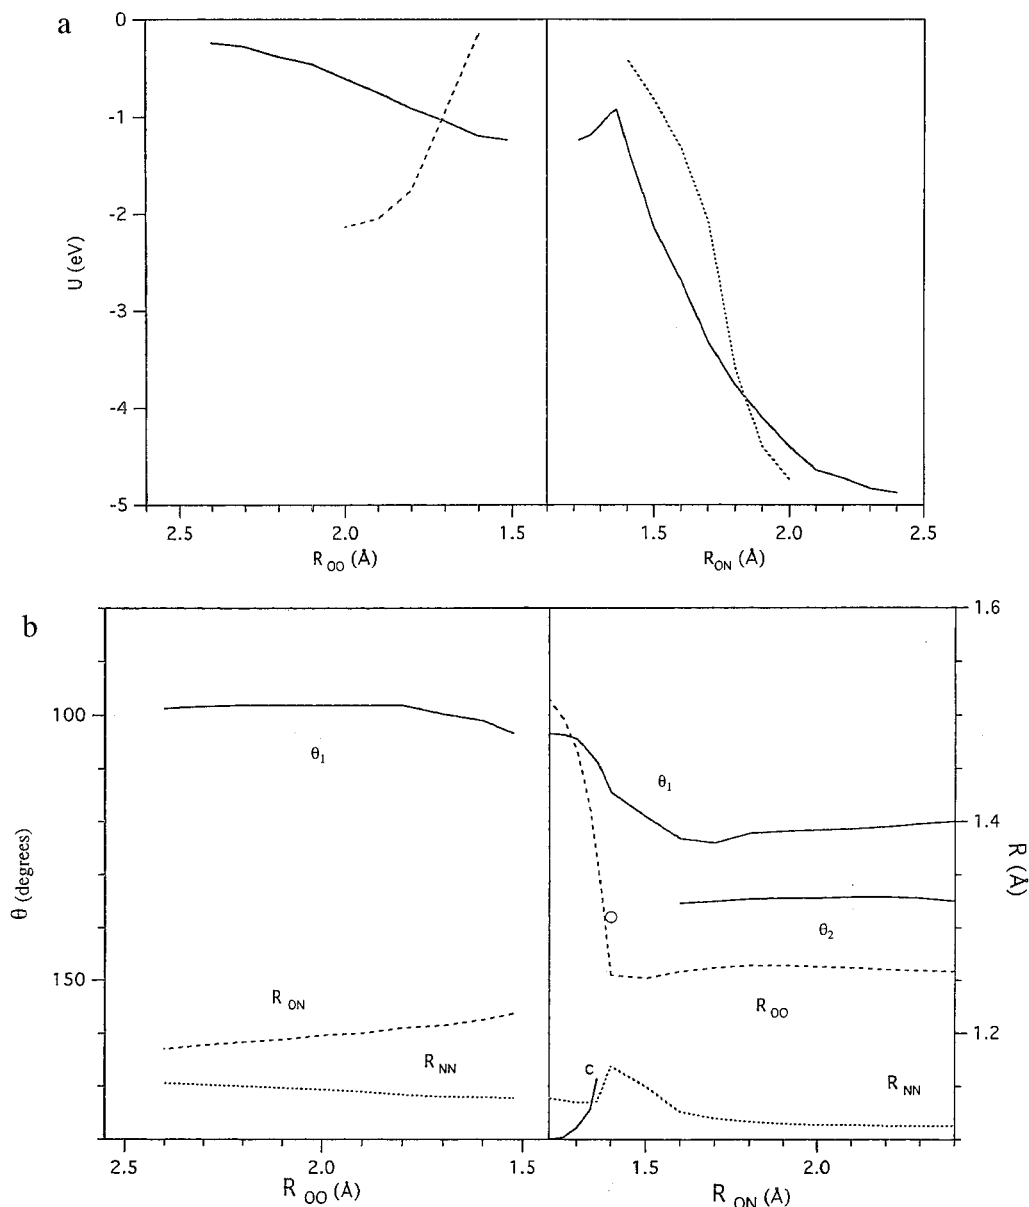 a
0
-1
-2
-3
-4
-5
U (eV)
2.5 2.0 1.5 1.5 2.0 2.5
R OO (Å) R ON (Å)
b
1.6
100
θ1 θ1
1.4
θ (degrees)
R (Å)
θ2
150
R ON R OO
1.2
R NN C R NN
2.5 2.0 1.5 1.5 2.0
R OO (Å) R ON (Å)